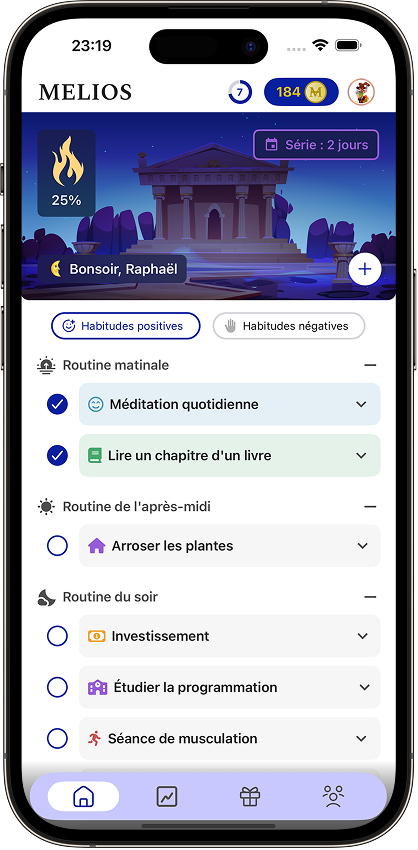 23:19
MELIOS
7
184 M
25%
Série : 2 jours
Bonsoir, Raphaël
Habitudes positives
Habitudes négatives
Routine matinale
Méditation quotidienne
Lire un chapitre d'un livre
Routine de l'après-midi
Arroser les plantes
Routine du soir
Investissement
Étudier la programmation
Séance de musculation